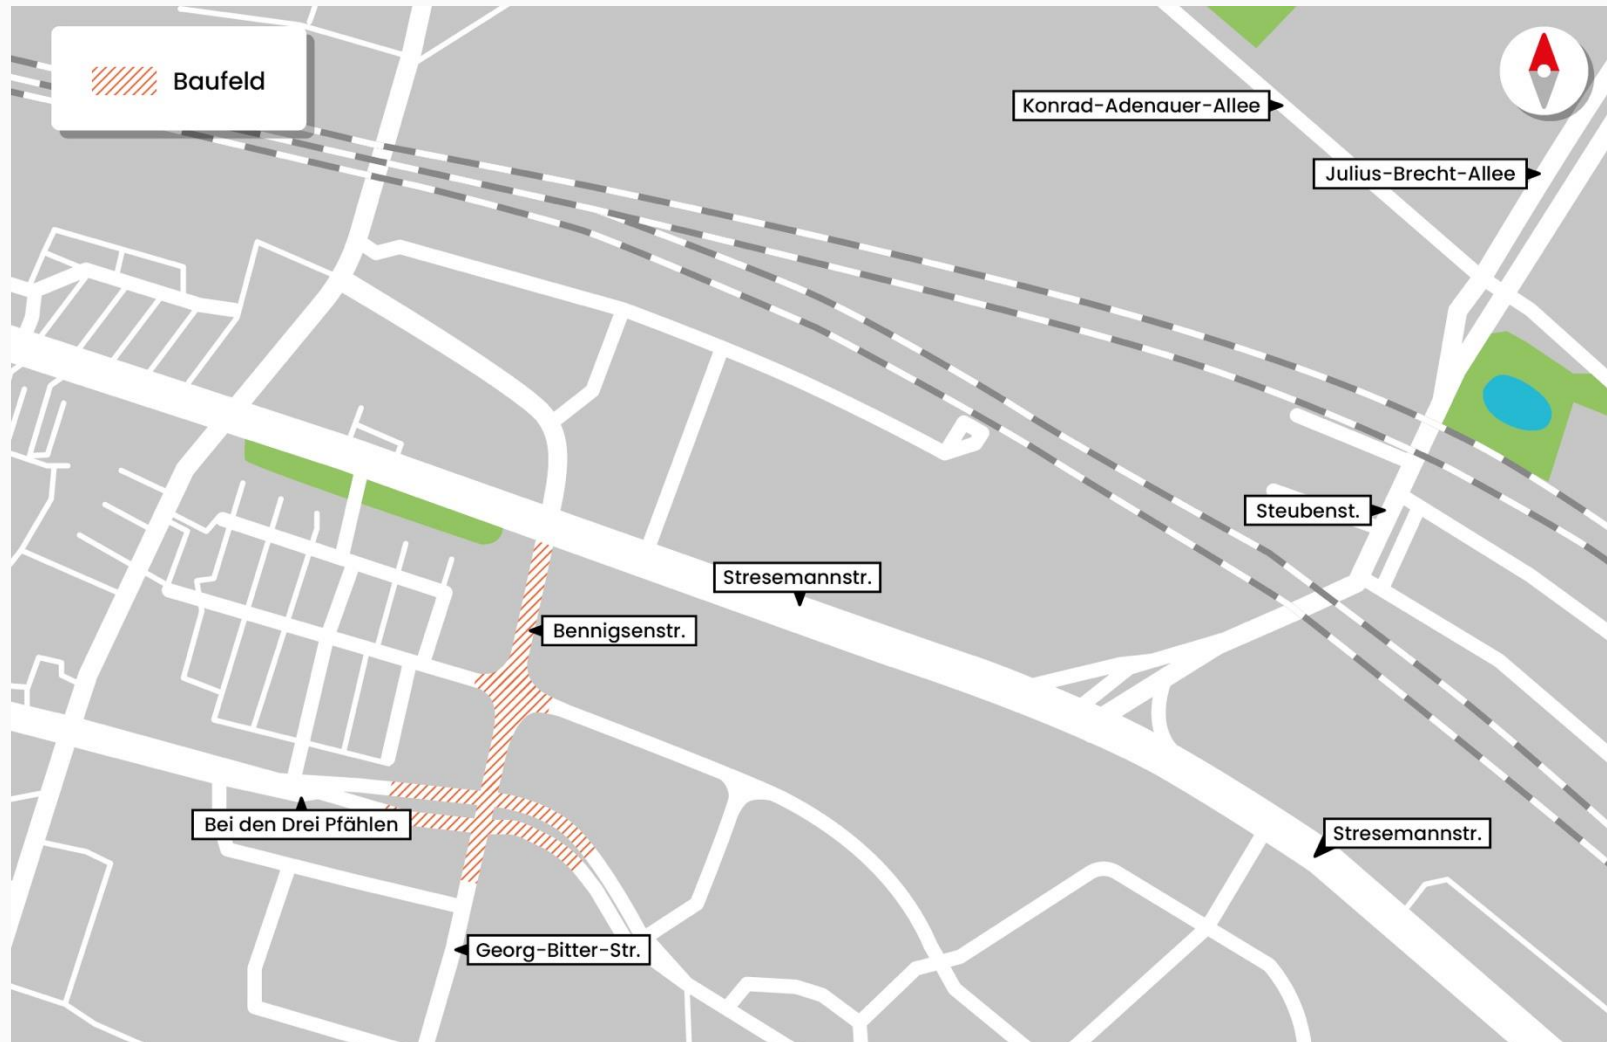 Baufeld
Konrad-Adenauer-Allee
Julius-Brecht-Allee
Steubenst.
Stresemannstr.
Bennigsenstr.
Bei den Drei Pfählen
Stresemannstr.
Georg-Bitter-Str.